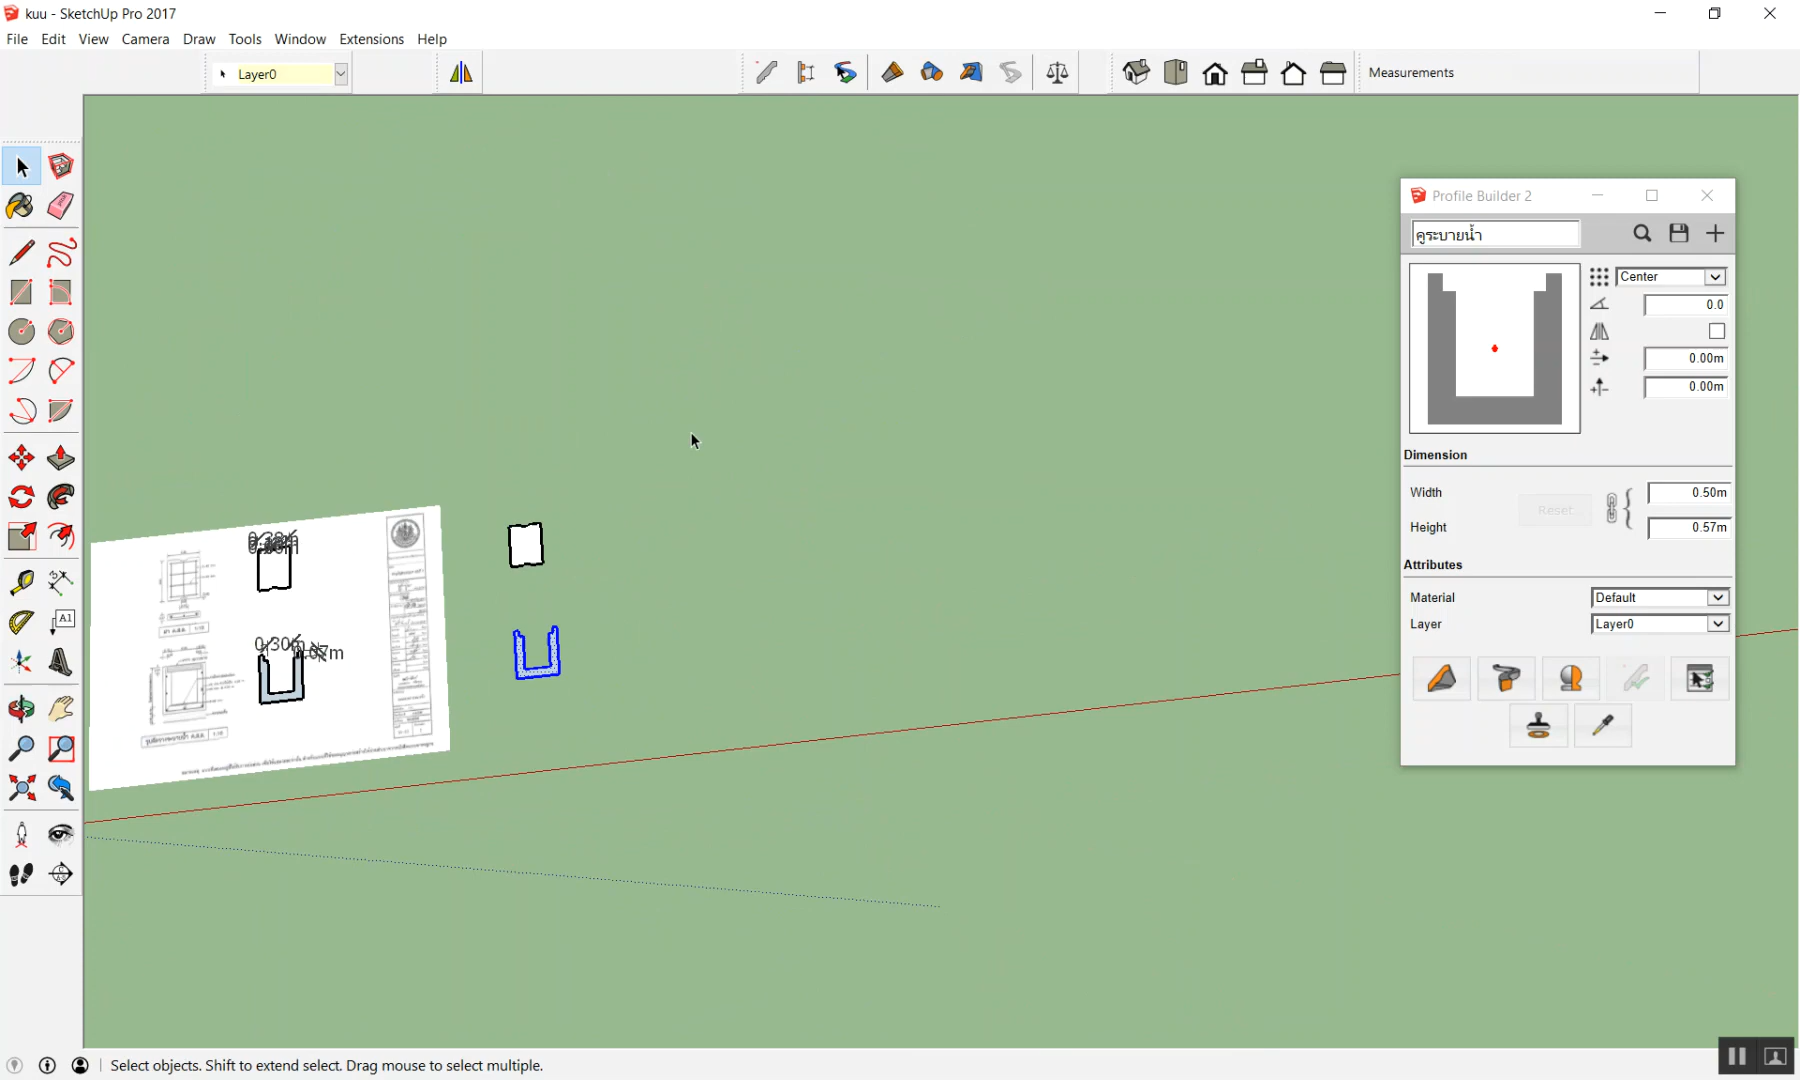 kuu - SketchUp Pro 2017
File Edit View Camera Draw Tools Window Extensions Help
Layer0
Measurements
Profile Builder 2
คูระบายน้ำ
Center
0.0
0.00m
0.00m
Dimension
Width 0.50m
Reset
Height 0.57m
Attributes
Material Default
Layer Layer0
A1
Select objects. Shift to extend select. Drag mouse to select multiple.